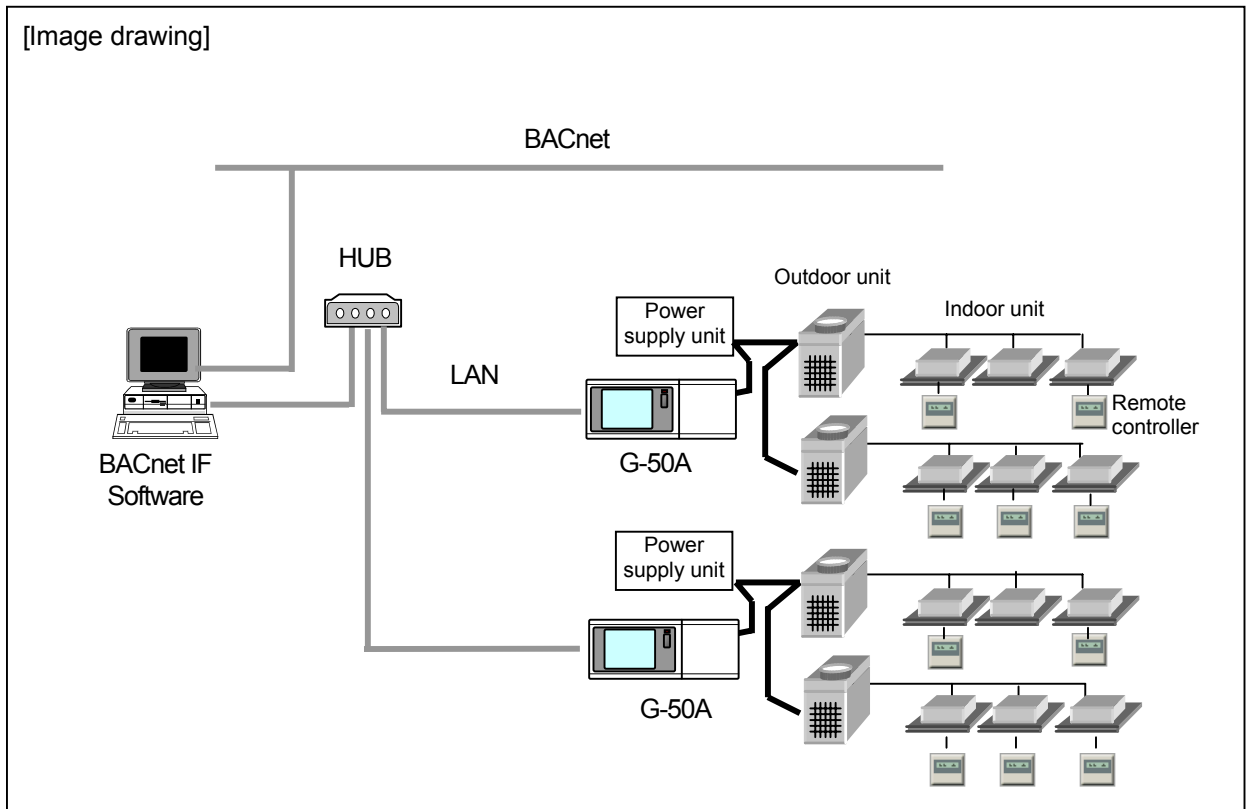 [Image drawing]
BACnet
HUB
Outdoor unit
Indoor unit
Power
supply unit
LAN
Remote
controller
G-50A
BACnet IF
Software
Power
supply unit
G-50A